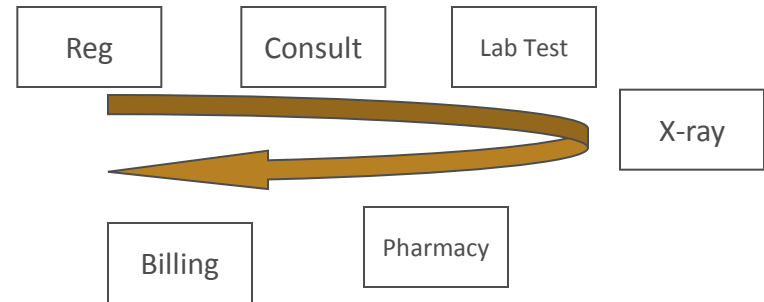 Reg
Consult
Lab Test
X-ray
Pharmacy
Billing